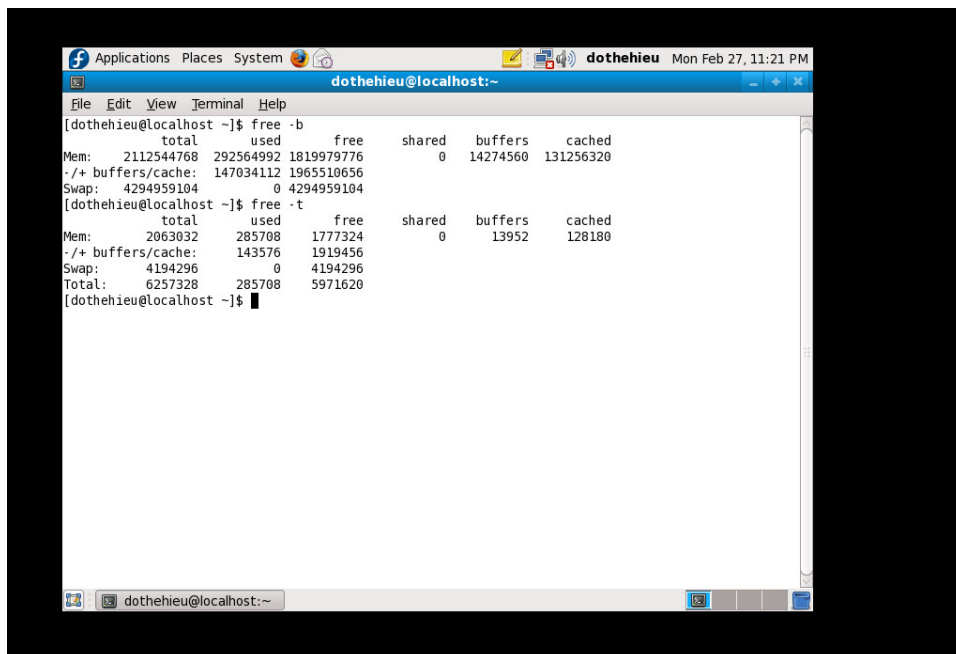 Applications Places System dothehieu Mon Feb 27, 11:21 PM
dothehieu@localhost:~
File Edit View Terminal Help
[dothehieu@localhost ~]$ free -b
total used free shared buffers cached
Mem: 2112544768 292564992 1819979776 0 14274560 131256320
-/+ buffers/cache: 147034112 1965510656
Swap: 4294959104 0 4294959104
[dothehieu@localhost ~]$ free -t
total used free shared buffers cached
Mem: 2063032 285708 1777324 0 13952 128180
-/+ buffers/cache: 143576 1919456
Swap: 4194296 0 4194296
Total: 6257328 285708 5971620
[dothehieu@localhost ~]$
dothehieu@localhost:~